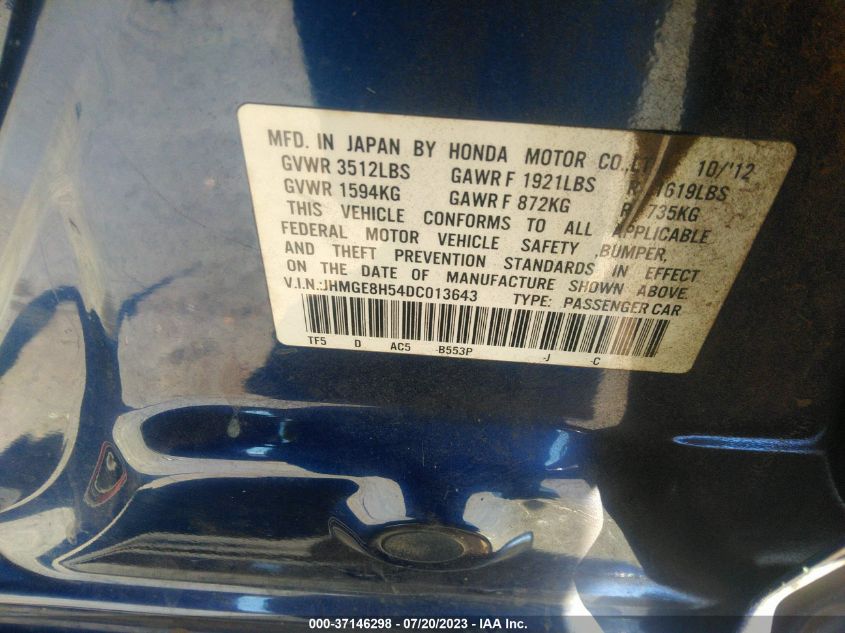 MFD. IN JAPAN BY HONDA MOTOR CO.,LT 10/'12
GVWR 3512LBS GAWR F 1921LBS R 1619LBS
GVWR 1594KG GAWR F 872KG R 735KG
THIS VEHICLE CONFORMS TO ALL APPLICABLE
FEDERAL MOTOR VEHICLE SAFETY ,BUMPER,
AND THEFT PREVENTION STANDARDS IN EFFECT
ON THE DATE OF MANUFACTURE SHOWN ABOVE.
V.I.N.:JHMGE8H54DC013643 TYPE: PASSENGER CAR
TF5 D AC5 -B553P -J -C
000-37146298 - 07/20/2023 - IAA Inc.